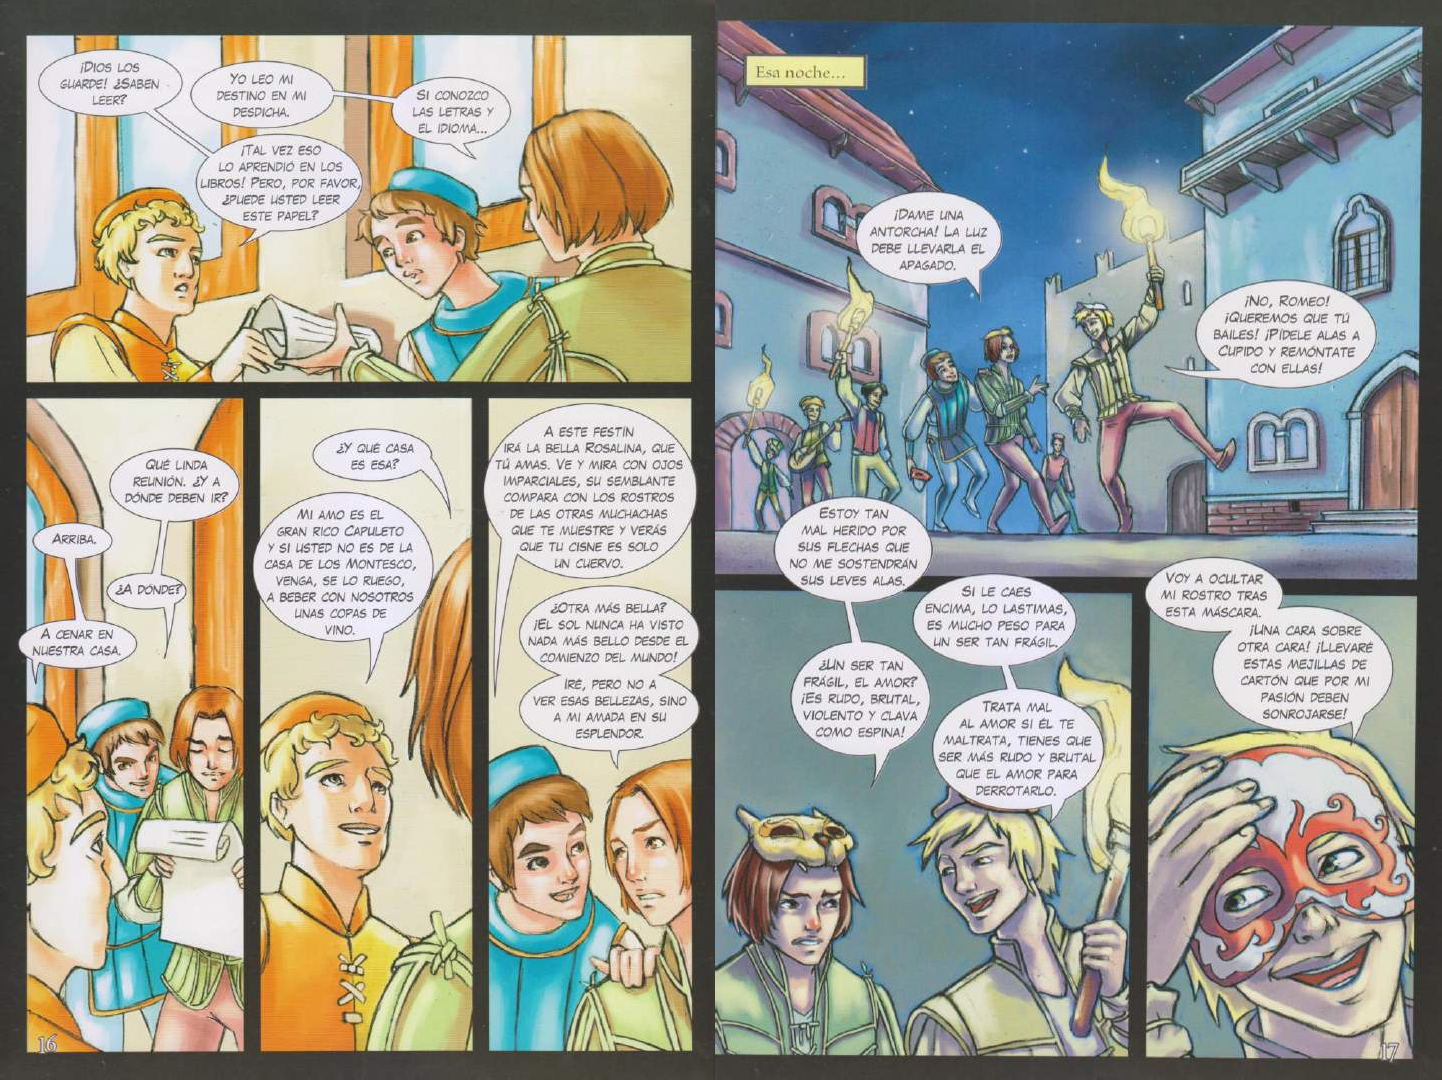 ¡Dios los
guarde! ¿Saben
leer?
Yo leo mi
destino en mi
desdicha.
¡Tal vez eso
lo aprendió en los
libros! Pero, por favor,
¿puede usted leer
este papel?
Si conozco
las letras y
el idioma...
Qué linda
reunión. ¿Y a
dónde deben ir?
Arriba.
¿A dónde?
A cenar en
nuestra casa.
¿Y qué casa
es esa?
Mi amo es el
gran rico Capuleto
y si usted no es de la
casa de los Montesco,
venga, se lo ruego,
a beber con nosotros
unas copas de
vino.
A este festín
irá la bella Rosalina, que
tú amas. Ve y mira con ojos
imparciales, su semblante
compara con los rostros
de las otras muchachas
que te muestre y verás
que tu cisne es solo
un cuervo.
¿Otra más bella?
¡El sol nunca ha visto
nada más bello desde el
comienzo del mundo!
Iré, pero no a
ver esas bellezas, sino
a mi amada en su
esplendor.
16
Esa noche...
¡Dame una
antorcha! La luz
debe llevarla el
apagado.
¡No, Romeo!
¡Queremos que tú
bailes! ¡Pídele alas a
Cupido y remóntate
con ellas!
Estoy tan
mal herido por
sus flechas que
no me sostendrán
sus leves alas.
Si le caes
encima, lo lastimas,
es mucho peso para
un ser tan frágil.
¿Un ser tan
frágil, el amor?
¡Es rudo, brutal,
violento y clava
como espina!
Trata mal
al amor si él te
maltrata, tienes que
ser más rudo y brutal
que el amor para
derrotarlo.
Voy a ocultar
mi rostro tras
esta máscara.
¡Una cara sobre
otra cara! ¡Llevaré
estas mejillas de
cartón que por mi
pasión deben
sonrojarse!
17